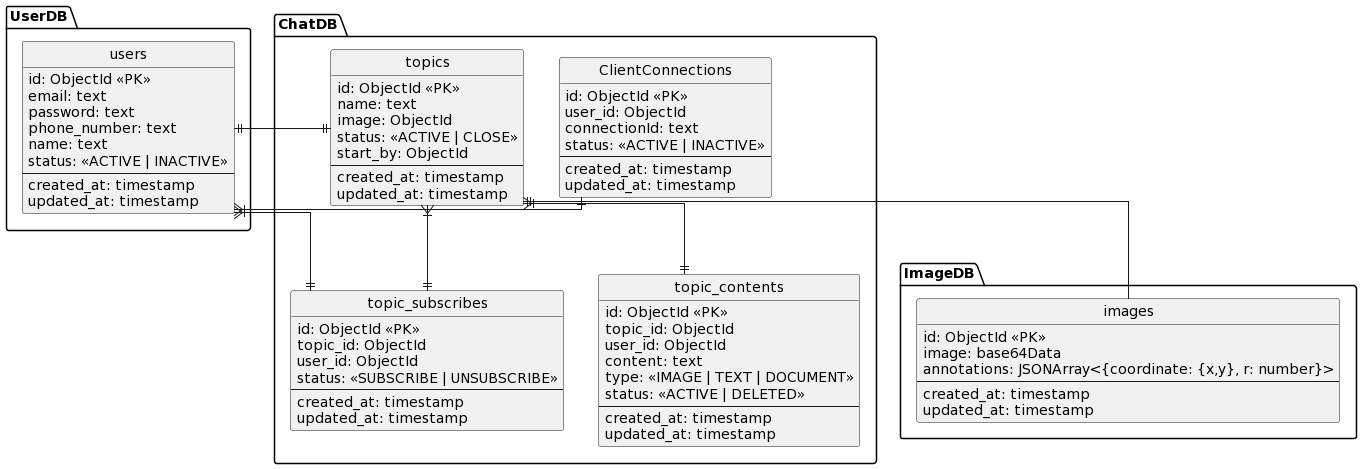 UserDB
users
id: ObjectId «PK»
email: text
password: text
phone_number: text
name: text
status: «ACTIVE | INACTIVE»
created_at: timestamp
updated_at: timestamp
ChatDB
topics
id: ObjectId «PK»
name: text
image: ObjectId
status: «ACTIVE | CLOSE»
start_by: ObjectId
created_at: timestamp
updated_at: timestamp
ClientConnections
id: ObjectId «PK»
user_id: ObjectId
connectionId: text
status: «ACTIVE | INACTIVE»
created_at: timestamp
updated_at: timestamp
topic_subscribes
id: ObjectId «PK»
topic_id: ObjectId
user_id: ObjectId
status: «SUBSCRIBE | UNSUBSCRIBE»
created_at: timestamp
updated_at: timestamp
topic_contents
id: ObjectId «PK»
topic_id: ObjectId
user_id: ObjectId
content: text
type: «IMAGE | TEXT | DOCUMENT»
status: «ACTIVE | DELETED»
created_at: timestamp
updated_at: timestamp
ImageDB
images
id: ObjectId «PK»
image: base64Data
annotations: JSONArray<{coordinate: {x,y}, r: number}>
created_at: timestamp
updated_at: timestamp